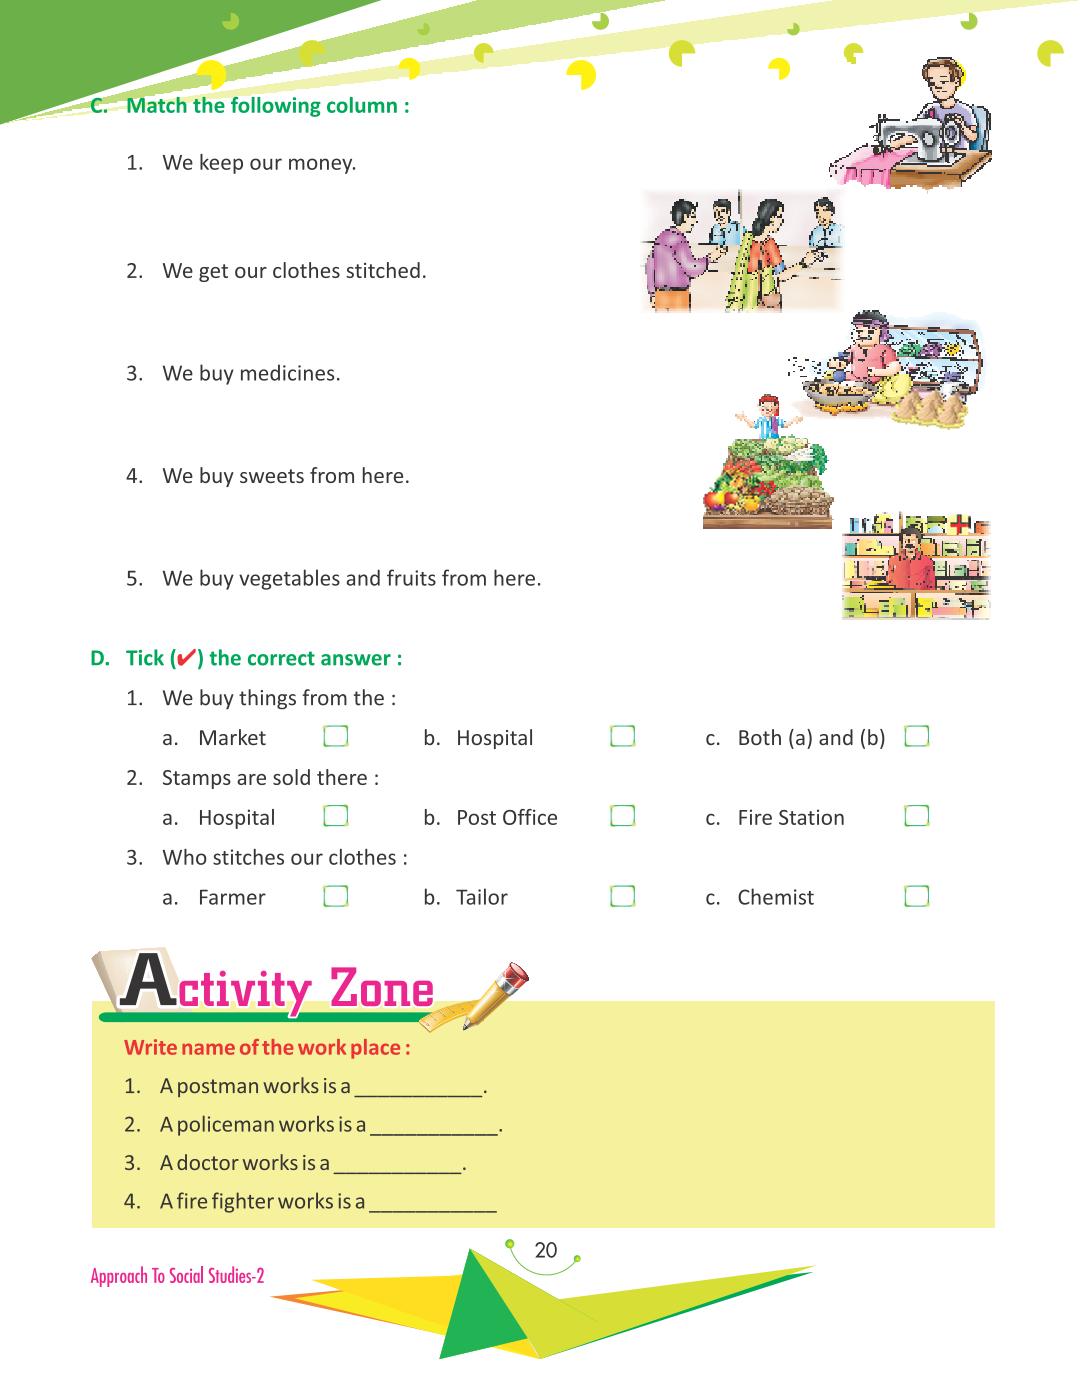 C. Match the following column :
1. We keep our money.
2. We get our clothes stitched.
3. We buy medicines.
4. We buy sweets from here.
5. We buy vegetables and fruits from here.
D. Tick (✔) the correct answer :
1. We buy things from the :
a. Market b. Hospital c. Both (a) and (b)
2. Stamps are sold there :
a. Hospital b. Post Office c. Fire Station
3. Who stitches our clothes :
a. Farmer b. Tailor c. Chemist
Activity Zone
Write name of the work place :
1. A postman works is a ___________.
2. A policeman works is a ___________.
3. A doctor works is a ___________.
4. A fire fighter works is a ___________
20
Approach To Social Studies-2